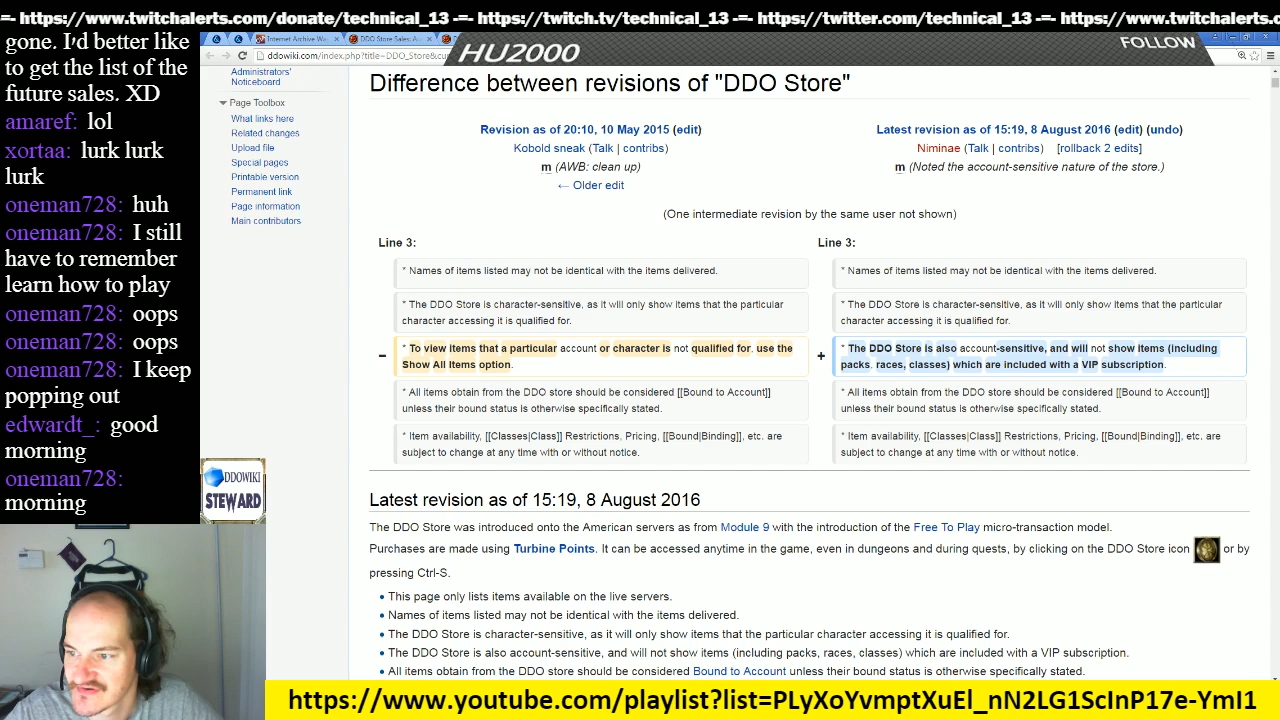 =- https://www.twitchalerts.com/donate/technical_13 -=- https://twitch.tv/technical_13 -=- https://twitter.com/technical_13 -=- https://www.twitchalerts.c
gone. I'd better like
to get the list of the
future sales. XD
amaref: lol
xortaa: lurk lurk
lurk
oneman728: huh
oneman728: I still
have to remember
learn how to play
oneman728: oops
oneman728: oops
oneman728: I keep
popping out
edwardt_: good
morning
oneman728:
morning
Internet Archive Wa
DDO Store Sales: A
ddowiki.com/index.php?title=DDO_Store&cu
HU2000
FOLLOW
Administrators'
Noticeboard
Page Toolbox
What links here
Related changes
Upload file
Special pages
Printable version
Permanent link
Page information
Main contributors
DDOWIKI
STEWARD
Difference between revisions of "DDO Store"
Revision as of 20:10, 10 May 2015 (edit)
Kobold sneak (Talk | contribs)
m (AWB: clean up)
← Older edit
Latest revision as of 15:19, 8 August 2016 (edit) (undo)
Niminae (Talk | contribs) [rollback 2 edits]
m (Noted the account-sensitive nature of the store.)
(One intermediate revision by the same user not shown)
Line 3:
* Names of items listed may not be identical with the items delivered.
* The DDO Store is character-sensitive, as it will only show items that the particular
character accessing it is qualified for.
− * To view items that a particular account or character is not qualified for, use the
Show All Items option.
* All items obtain from the DDO store should be considered [[Bound to Account]]
unless their bound status is otherwise specifically stated.
* Item availability, [[Classes|Class]] Restrictions, Pricing, [[Bound|Binding]], etc. are
subject to change at any time with or without notice.
Line 3:
* Names of items listed may not be identical with the items delivered.
* The DDO Store is character-sensitive, as it will only show items that the particular
character accessing it is qualified for.
+ * The DDO Store is also account-sensitive, and will not show items (including
packs, races, classes) which are included with a VIP subscription.
* All items obtain from the DDO store should be considered [[Bound to Account]]
unless their bound status is otherwise specifically stated.
* Item availability, [[Classes|Class]] Restrictions, Pricing, [[Bound|Binding]], etc. are
subject to change at any time with or without notice.
Latest revision as of 15:19, 8 August 2016
The DDO Store was introduced onto the American servers as from Module 9 with the introduction of the Free To Play micro-transaction model.
Purchases are made using Turbine Points. It can be accessed anytime in the game, even in dungeons and during quests, by clicking on the DDO Store icon or by
pressing Ctrl-S.
• This page only lists items available on the live servers.
• Names of items listed may not be identical with the items delivered.
• The DDO Store is character-sensitive, as it will only show items that the particular character accessing it is qualified for.
• The DDO Store is also account-sensitive, and will not show items (including packs, races, classes) which are included with a VIP subscription.
• All items obtain from the DDO store should be considered Bound to Account unless their bound status is otherwise specifically stated.
https://www.youtube.com/playlist?list=PLyXoYvmptXuEl_nN2LG1ScInP17e-YmI1